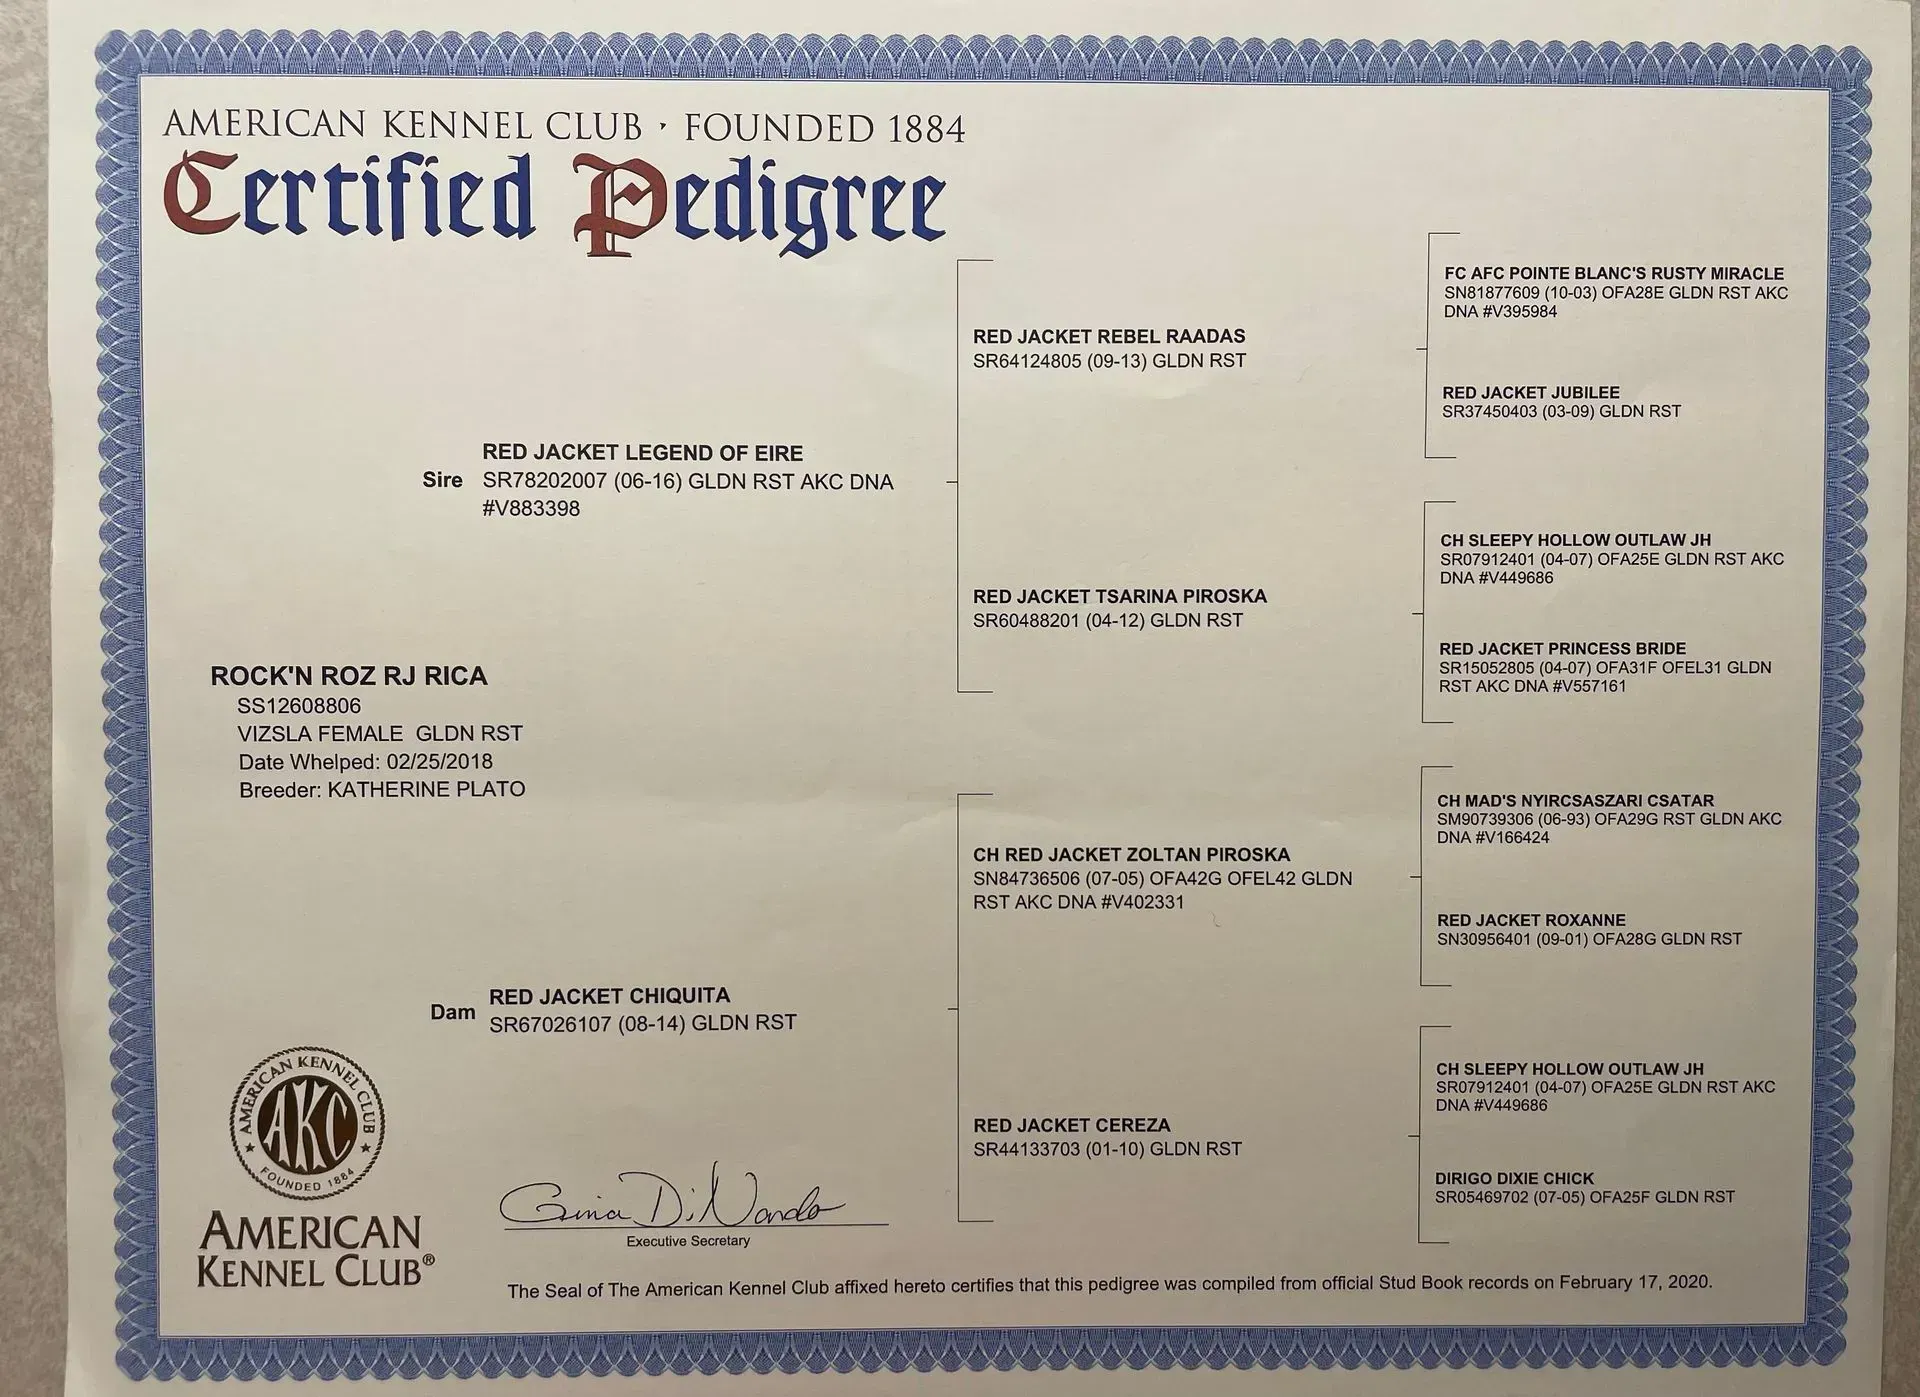 AMERICAN KENNEL CLUB · FOUNDED 1884
Certified Pedigree
FC AFC POINTE BLANC'S RUSTY MIRACLE
SN81877609 (10-03) OFA28E GLDN RST AKC
DNA #V395984
RED JACKET REBEL RAADAS
SR64124805 (09-13) GLDN RST
RED JACKET JUBILEE
SR37450403 (03-09) GLDN RST
RED JACKET LEGEND OF EIRE
Sire SR78202007 (06-16) GLDN RST AKC DNA
#V883398
CH SLEEPY HOLLOW OUTLAW JH
SR07912401 (04-07) OFA25E GLDN RST AKC
DNA #V449686
RED JACKET TSARINA PIROSKA
SR60488201 (04-12) GLDN RST
RED JACKET PRINCESS BRIDE
SR15052805 (04-07) OFA31F OFEL31 GLDN
RST AKC DNA #V557161
ROCK'N ROZ RJ RICA
SS12608806
VIZSLA FEMALE GLDN RST
Date Whelped: 02/25/2018
Breeder: KATHERINE PLATO
CH MAD'S NYIRCSASZARI CSATAR
SM90739306 (06-93) OFA29G RST GLDN AKC
DNA #V166424
CH RED JACKET ZOLTAN PIROSKA
SN84736506 (07-05) OFA42G OFEL42 GLDN
RST AKC DNA #V402331
RED JACKET ROXANNE
SN30956401 (09-01) OFA28G GLDN RST
RED JACKET CHIQUITA
Dam SR67026107 (08-14) GLDN RST
CH SLEEPY HOLLOW OUTLAW JH
SR07912401 (04-07) OFA25E GLDN RST AKC
DNA #V449686
RED JACKET CEREZA
SR44133703 (01-10) GLDN RST
DIRIGO DIXIE CHICK
SR05469702 (07-05) OFA25F GLDN RST
AMERICAN KENNEL CLUB
AKC
FOUNDED 1884
AMERICAN
KENNEL CLUB®
Gina DiNardo
Executive Secretary
The Seal of The American Kennel Club affixed hereto certifies that this pedigree was compiled from official Stud Book records on February 17, 2020.